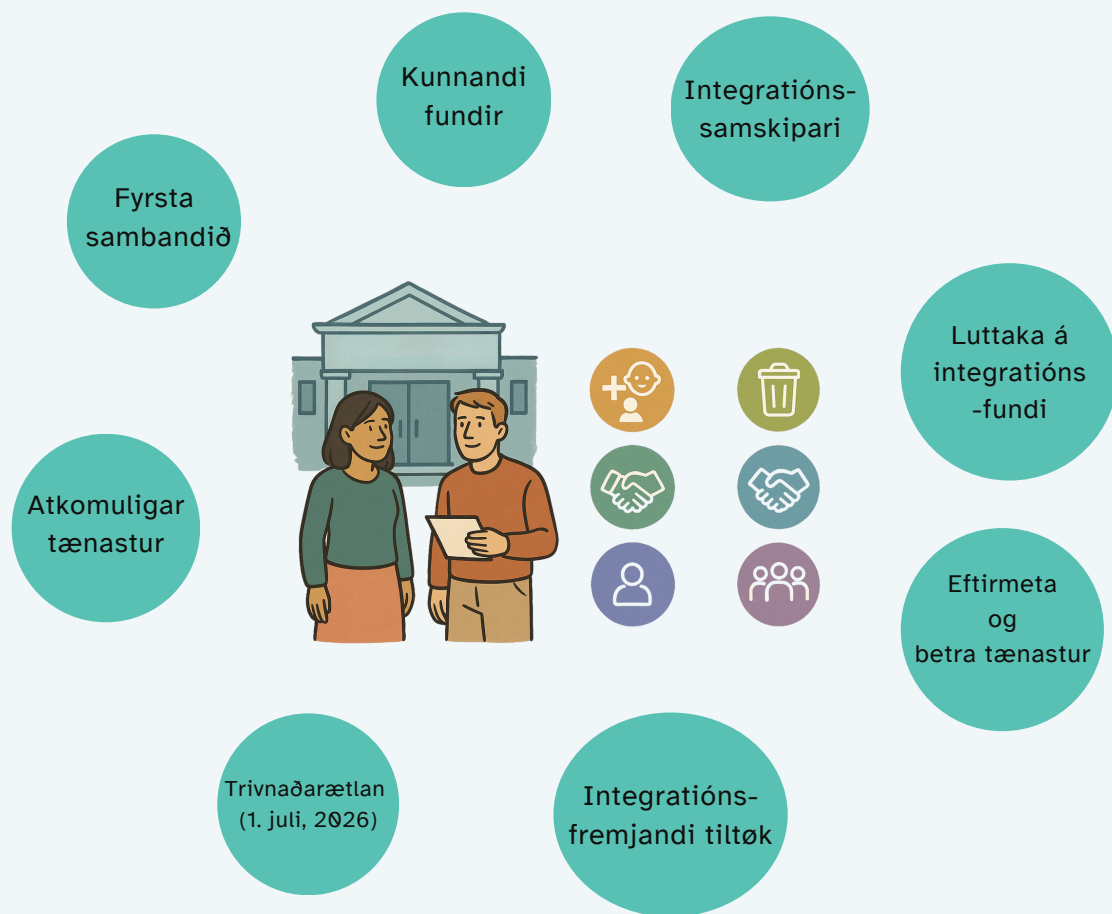 Kunnandi
fundir
Integratións-
samskipari
Fyrsta
sambandið
Luttaka á
integratións
-fundi
Atkomuligar
tænastur
Eftirmeta
og
betra tænastur
Trivnaðarætlan
(1. juli, 2026)
Integratións-
fremjandi tiltøk